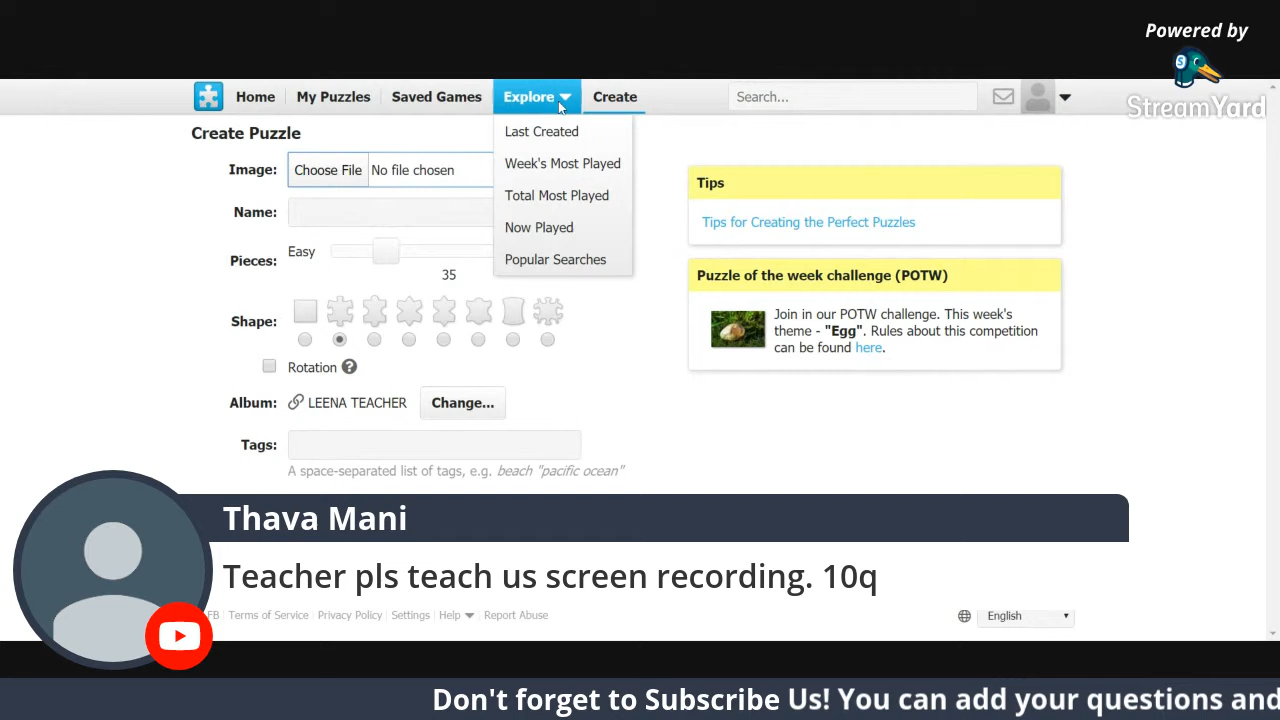 Powered by
StreamYard
Home My Puzzles Saved Games Explore Create Search...
Create Puzzle
Last Created
Week's Most Played
Total Most Played
Now Played
Popular Searches
Image: Choose File No file chosen
Name:
Pieces: Easy
35
Shape:
Rotation ?
Album: LEENA TEACHER Change...
Tags:
A space-separated list of tags, e.g. beach "pacific ocean"
Tips
Tips for Creating the Perfect Puzzles
Puzzle of the week challenge (POTW)
Join in our POTW challenge. This week's
theme - "Egg". Rules about this competition
can be found here.
Thava Mani
Teacher pls teach us screen recording. 10q
FB Terms of Service Privacy Policy Settings Help Report Abuse English
Don't forget to Subscribe Us! You can add your questions and